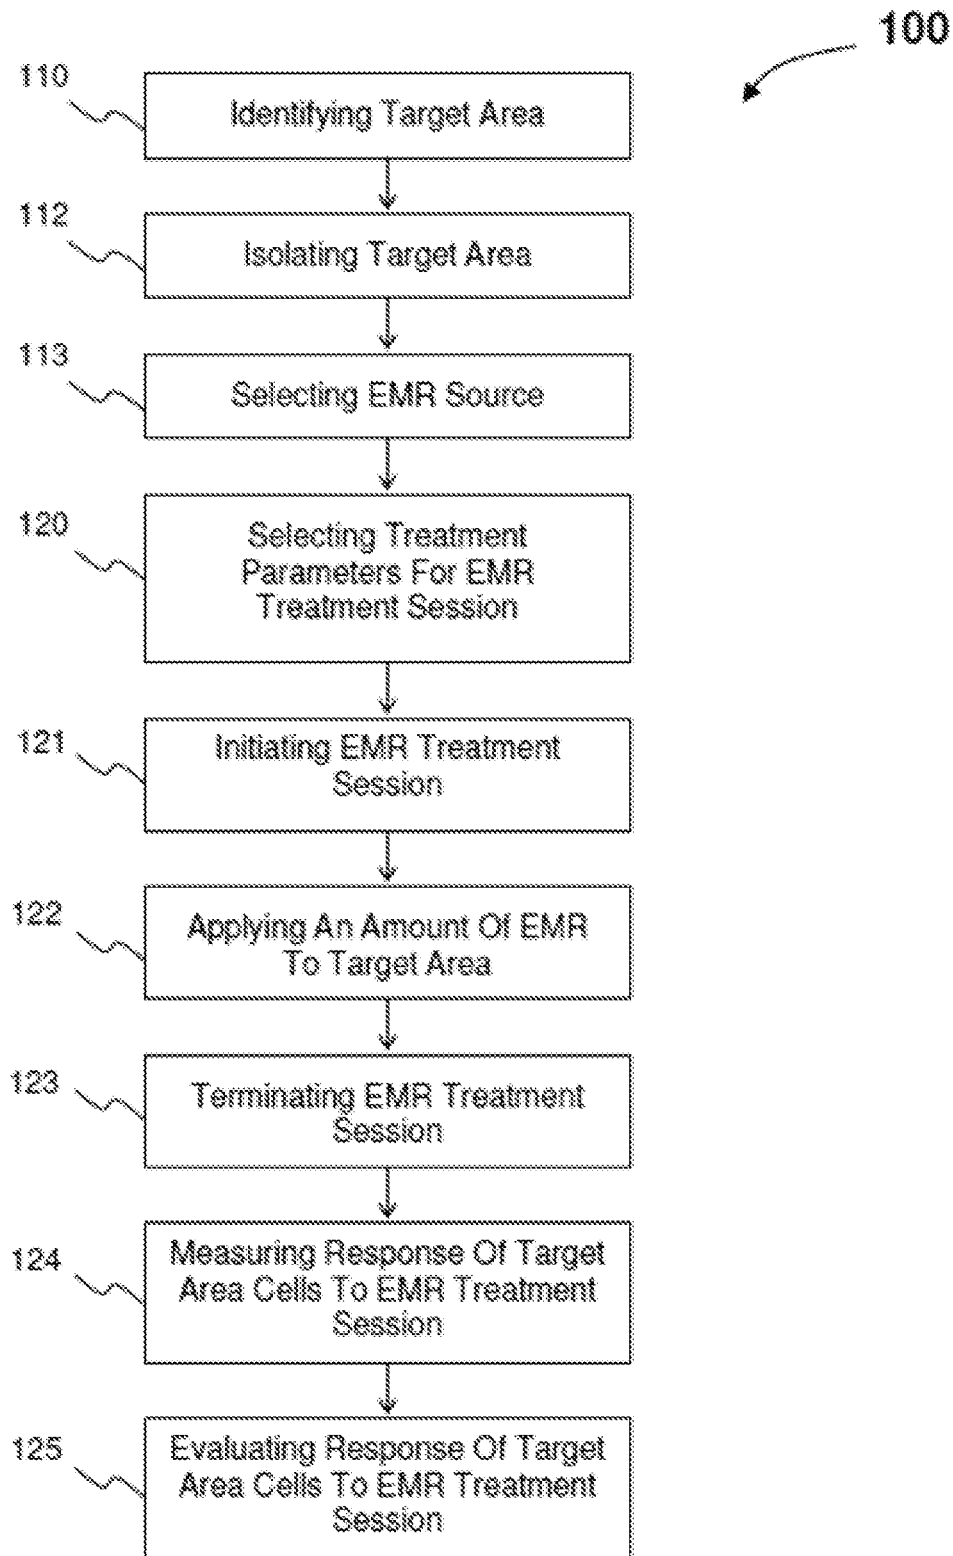 100
110
Identifying Target Area
112
Isolating Target Area
113
Selecting EMR Source
120
Selecting Treatment
Parameters For EMR
Treatment Session
121
Initiating EMR Treatment
Session
122
Applying An Amount Of EMR
To Target Area
123
Terminating EMR Treatment
Session
124
Measuring Response Of Target
Area Cells To EMR Treatment
Session
125
Evaluating Response Of Target
Area Cells To EMR Treatment
Session